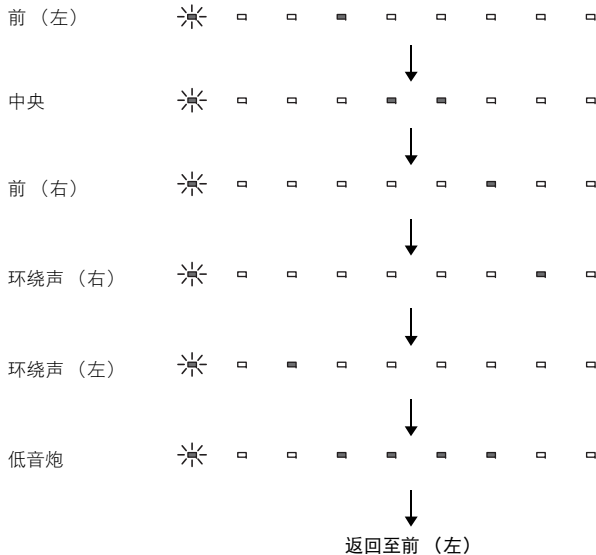 前（左）
中央
前（右）
环绕声（右）
环绕声（左）
低音炮
返回至前（左）